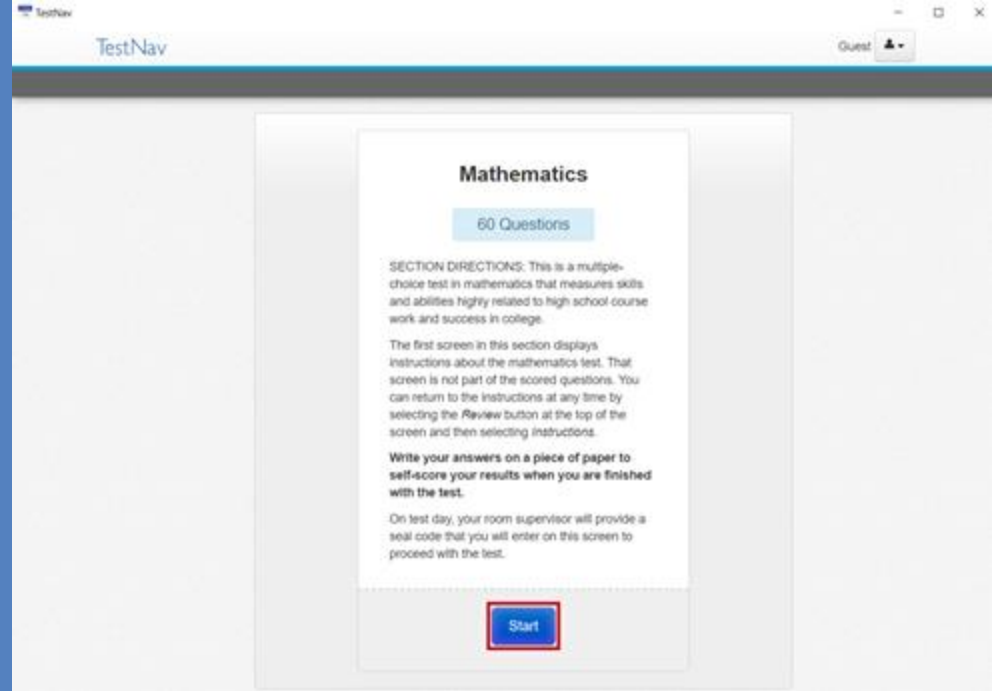 TestNav
TestNav
Guest
Mathematics
60 Questions
SECTION DIRECTIONS: This is a multiple-
choice test in mathematics that measures skills
and abilities highly related to high school course
work and success in college.
The first screen in this section displays
instructions about the mathematics test. That
screen is not part of the scored questions. You
can return to the instructions at any time by
selecting the Review button at the top of the
screen and then selecting Instructions.
Write your answers on a piece of paper to
self-score your results when you are finished
with the test.
On test day, your room supervisor will provide a
seal code that you will enter on this screen to
proceed with the test.
Start